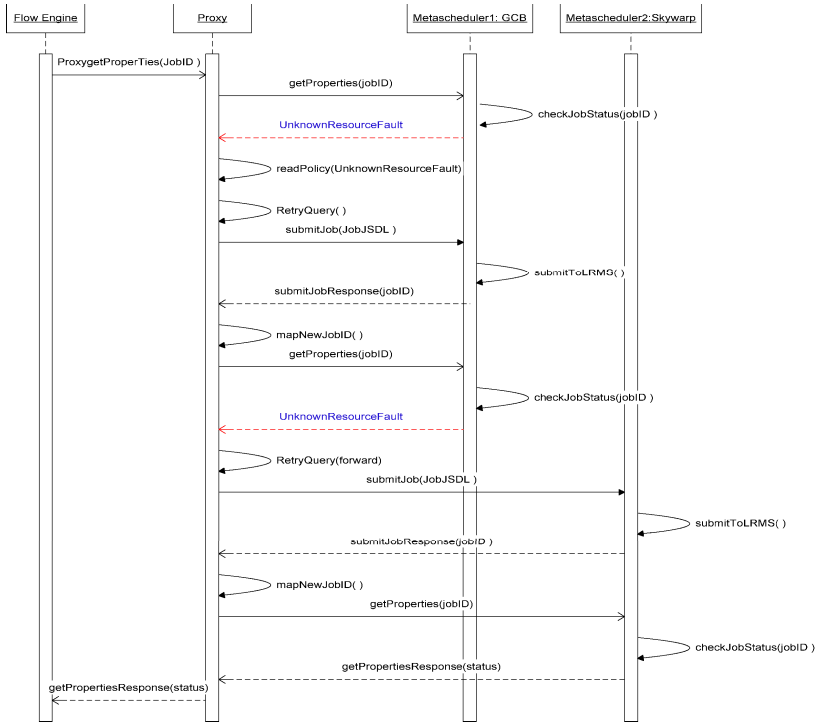 Flow Engine
Proxy
Metascheduler1: GCB
Metascheduler2:Skywarp
ProxygetProperTies(JobID )
getProperties(jobID)
checkJobStatus(jobID )
UnknownResourceFault
readPolicy(UnknownResourceFault)
RetryQuery( )
submitJob(JobJSDL )
submitToLRMS( )
submitJobResponse(jobID)
mapNewJobID( )
getProperties(jobID)
checkJobStatus(jobID )
UnknownResourceFault
RetryQuery(forward)
submitJob(JobJSDL )
submitToLRMS( )
submitJobResponse(jobID )
mapNewJobID( )
getProperties(jobID)
checkJobStatus(jobID )
getPropertiesResponse(status)
getPropertiesResponse(status)